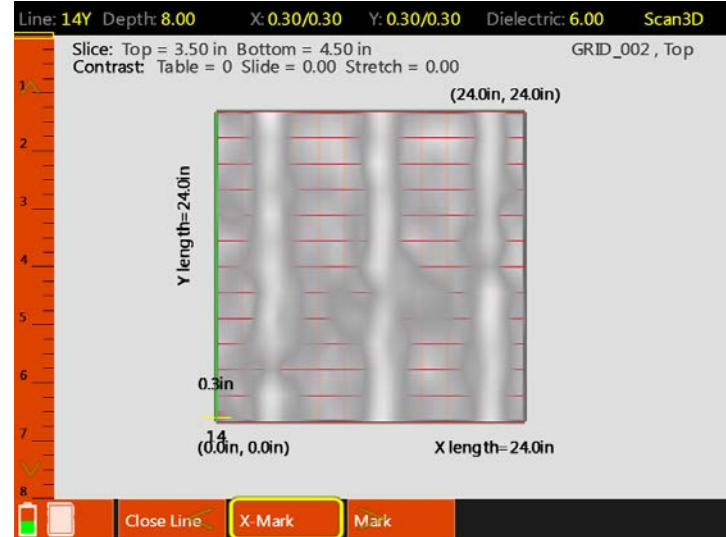 Line: 14Y Depth: 8.00 X: 0.30/0.30 Y: 0.30/0.30 Dielectric: 6.00 Scan3D
Slice: Top = 3.50 in Bottom = 4.50 in GRID_002 , Top
Contrast: Table = 0 Slide = 0.00 Stretch = 0.00
(24.0in, 24.0in)
1
2
3
4
5
6
7
8
Y length=24.0in
0.3in
14
(0.0in, 0.0in) X length=24.0in
Close Line X-Mark Mark